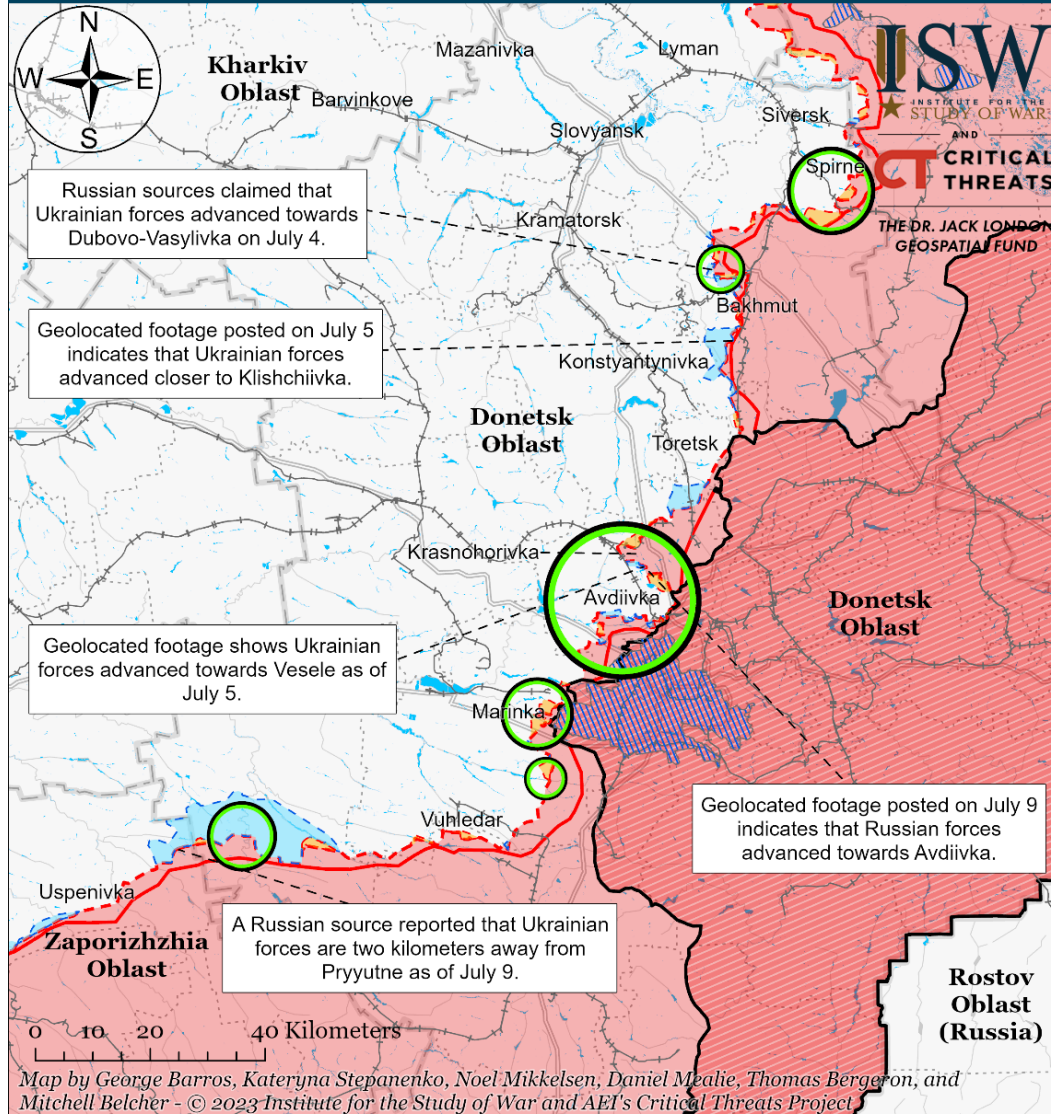 N
W
E
S
Kharkiv
Oblast
Mazanivka
Lyman
Barvinkove
Slovyansk
Siversk
ISW
INSTITUTE FOR THE
STUDY OF WAR
AND
CT CRITICAL
THREATS
THE DR. JACK LONDON
GEOSPATIAL FUND
Spirne
Russian sources claimed that
Ukrainian forces advanced towards
Dubovo-Vasylivka on July 4.
Kramatorsk
Bakhmut
Geolocated footage posted on July 5
indicates that Ukrainian forces
advanced closer to Klishchiivka.
Konstyantynivka
Donetsk
Oblast
Toretsk
Krasnohorivka
Avdiivka
Donetsk
Oblast
Geolocated footage shows Ukrainian
forces advanced towards Vesele as of
July 5.
Marinka
Vuhledar
Geolocated footage posted on July 9
indicates that Russian forces
advanced towards Avdiivka.
Uspenivka
Zaporizhzhia
Oblast
A Russian source reported that Ukrainian
forces are two kilometers away from
Pryyutne as of July 9.
Rostov
Oblast
(Russia)
0 10 20 40 Kilometers
Map by George Barros, Kateryna Stepanenko, Noel Mikkelsen, Daniel Mealie, Thomas Bergeron, and
Mitchell Belcher - © 2023 Institute for the Study of War and AEI's Critical Threats Project